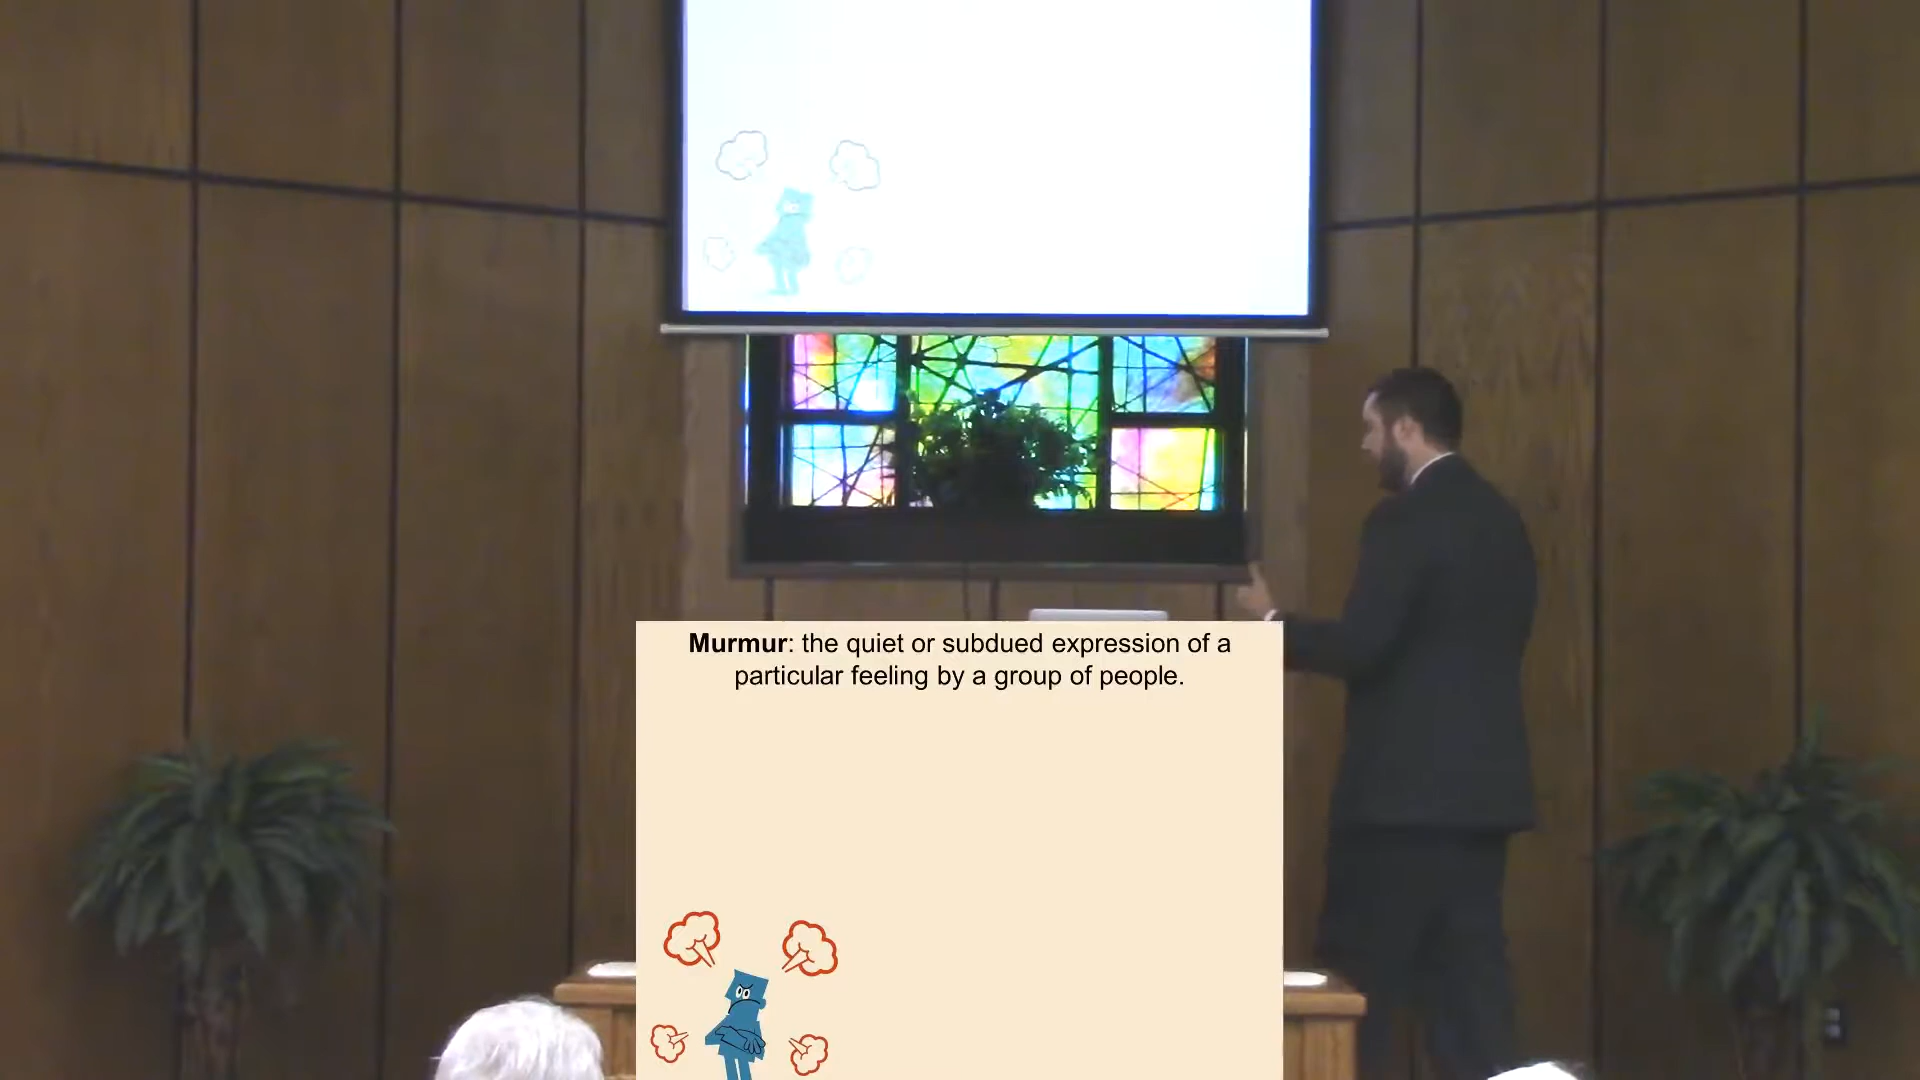 Murmur: the quiet or subdued expression of a
particular feeling by a group of people.